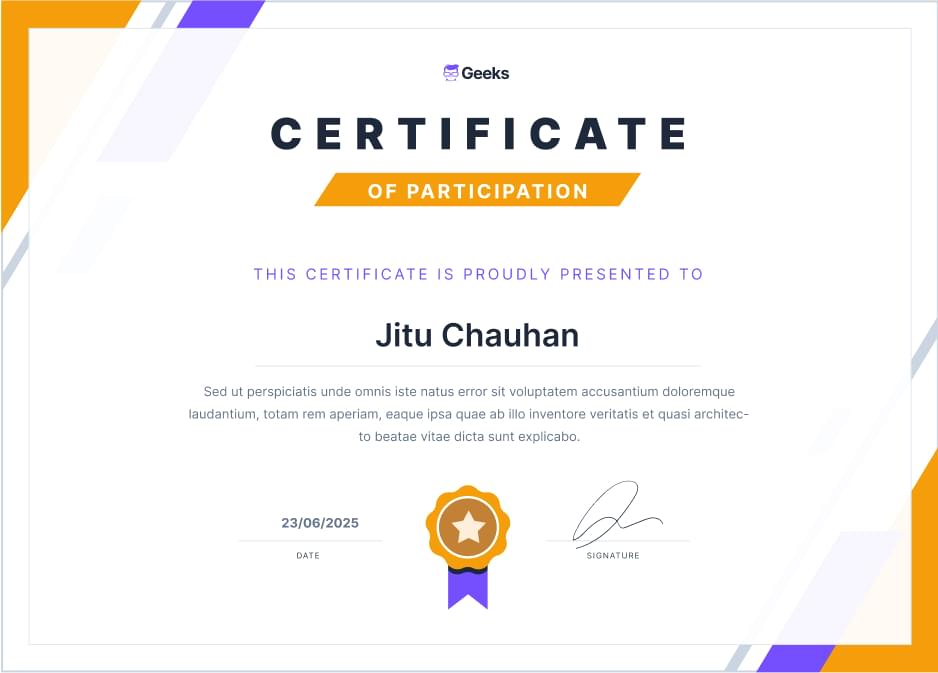 Geeks
CERTIFICATE
OF PARTICIPATION
THIS CERTIFICATE IS PROUDLY PRESENTED TO
Jitu Chauhan
Sed ut perspiciatis unde omnis iste natus error sit voluptatem accusantium doloremque
laudantium, totam rem aperiam, eaque ipsa quae ab illo inventore veritatis et quasi architec-
to beatae vitae dicta sunt explicabo.
23/06/2025
DATE
SIGNATURE